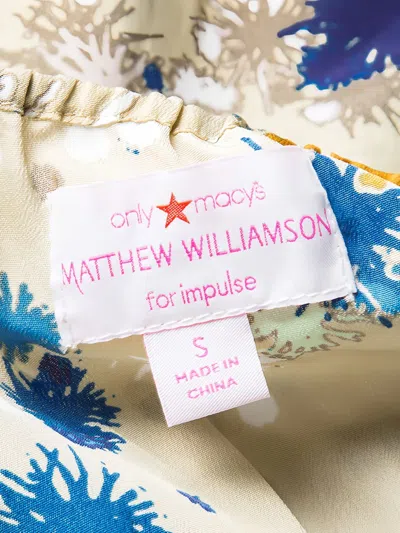 only ★ macy's
MATTHEW WILLIAMSON
for impulse
S
MADE IN
CHINA